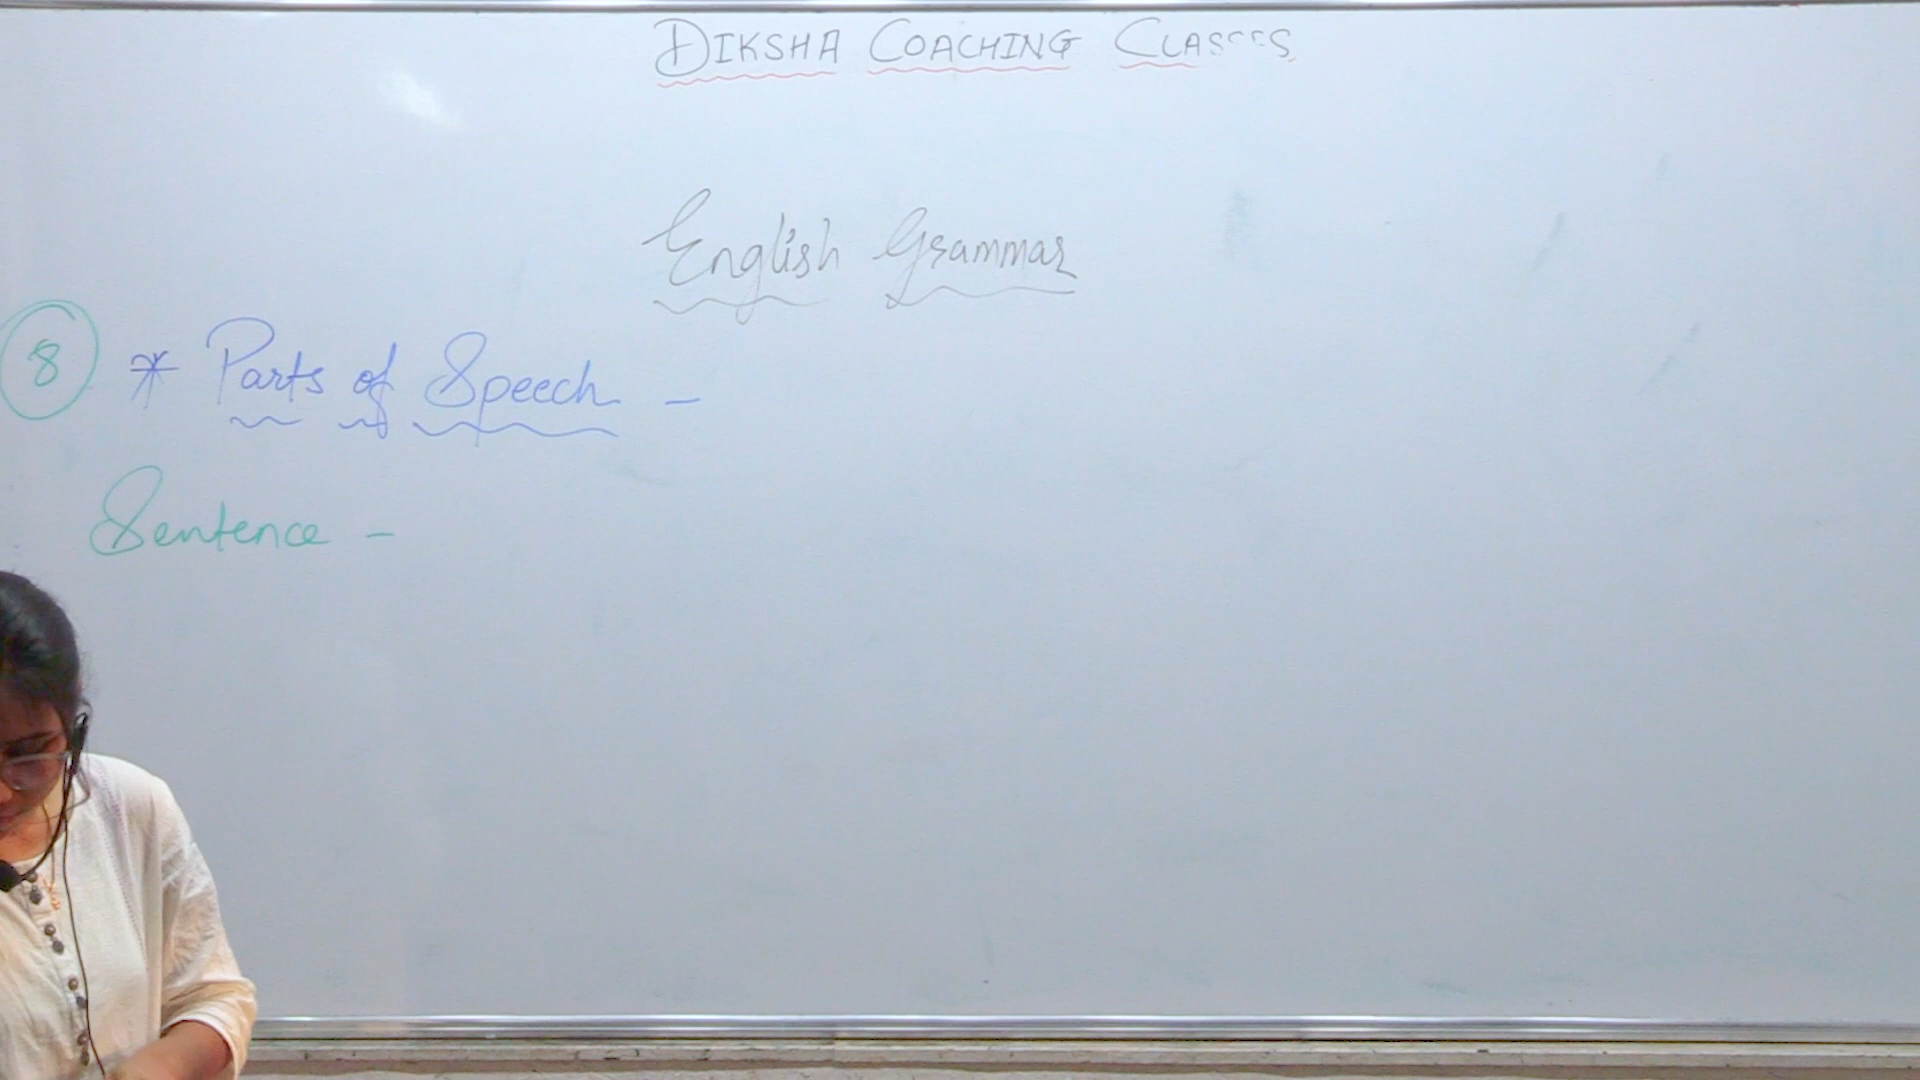 DIKSHA COACHING CLASSES
English Grammar
8 * Parts of Speech -
Sentence -